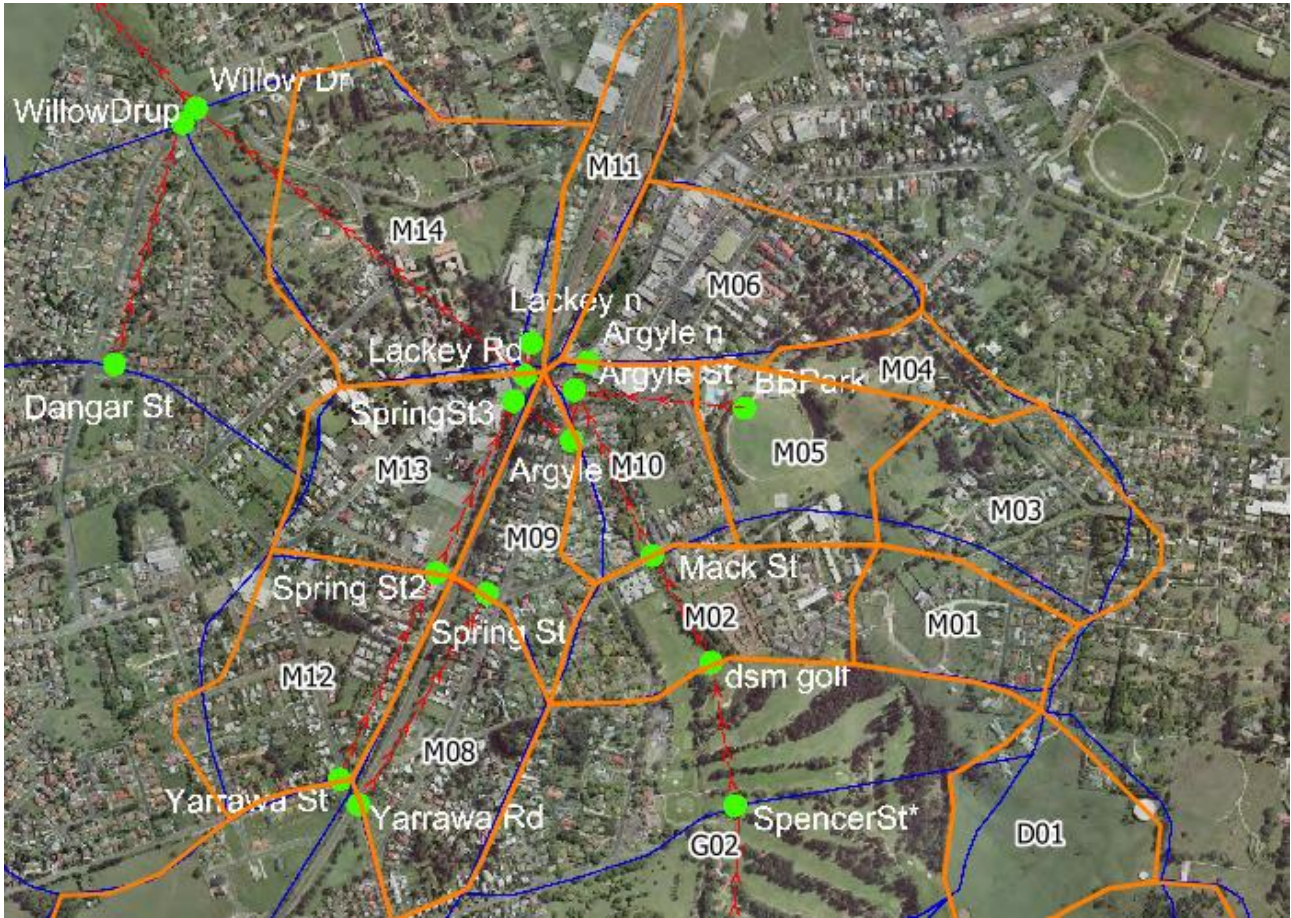 Willow Dr
WillowDrup
M11
M14
M06
Lackey n
Argyle n
Lackey Rd
M04
Argyle St
BBPark
Dangar St
SpringSt3
M13
Argyle
M10
M05
M03
M09
Mack St
Spring St2
M02
M01
Spring St
M12
dsm golf
M08
Yarrawa St
Yarrawa Rd
SpencerSt*
G02
D01